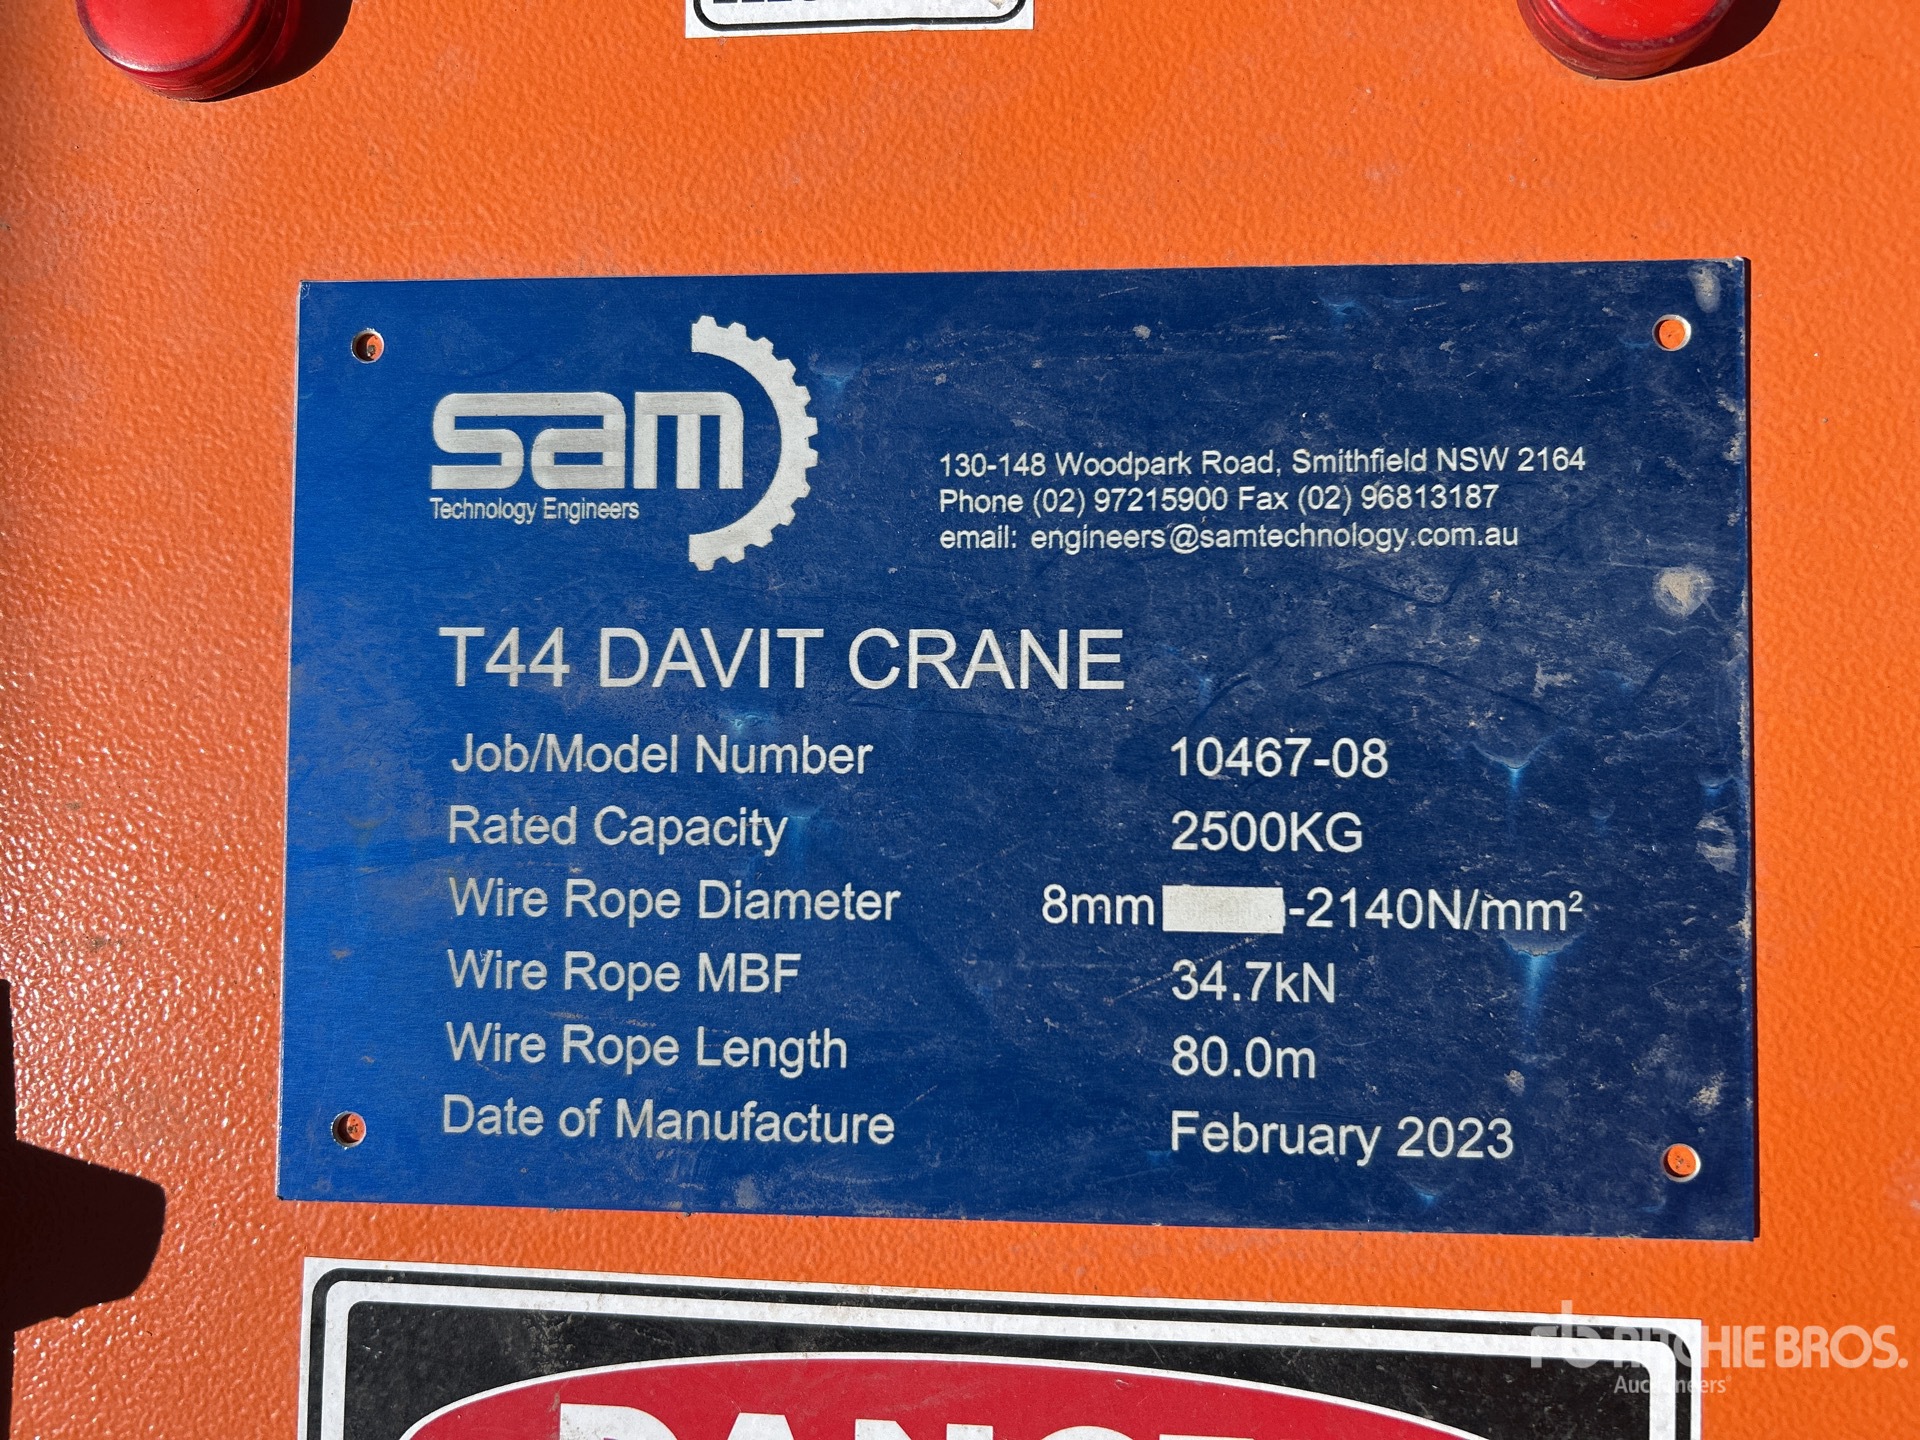 sam
Technology Engineers
130-148 Woodpark Road, Smithfield NSW 2164
Phone (02) 97215900 Fax (02) 96813187
email: engineers@samtechnology.com.au
T44 DAVIT CRANE
Job/Model Number 10467-08
Rated Capacity 2500KG
Wire Rope Diameter 8mm -2140N/mm²
Wire Rope MBF 34.7kN
Wire Rope Length 80.0m
Date of Manufacture February 2023
rb RITCHIE BROS.
Auctioneers